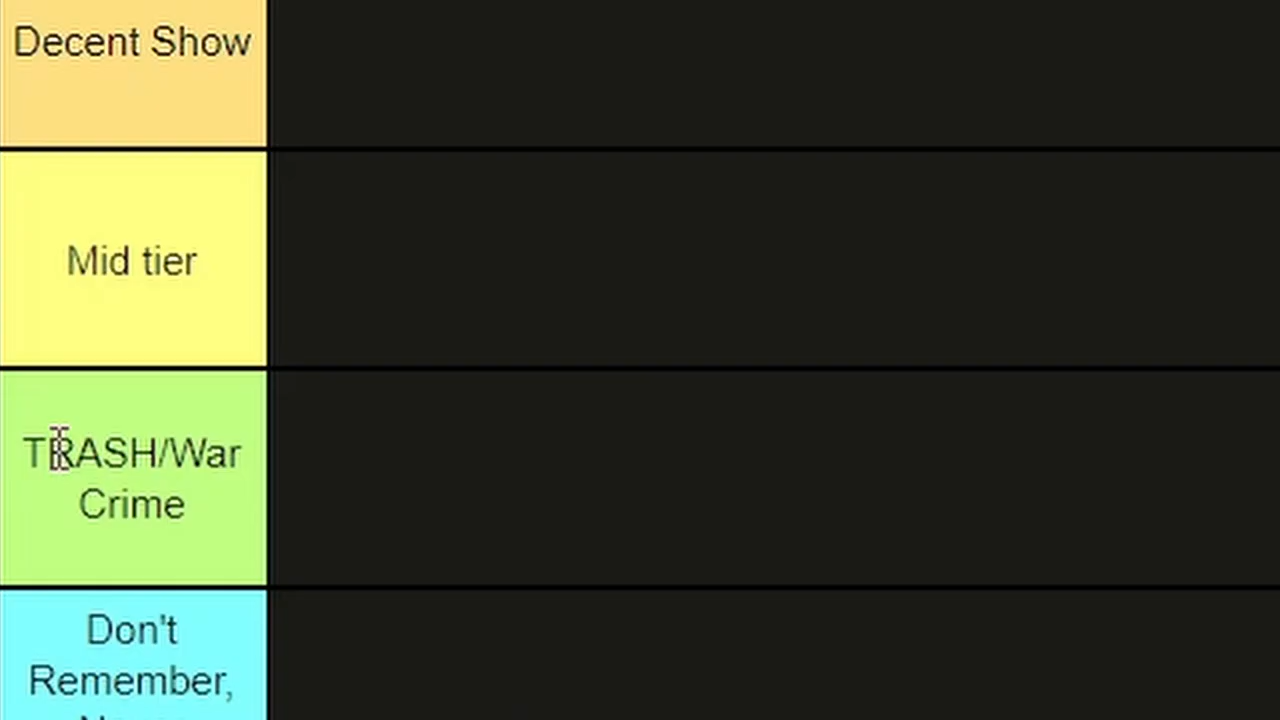 Decent Show
Mid tier
TRASH/War
Crime
Don't
Remember,